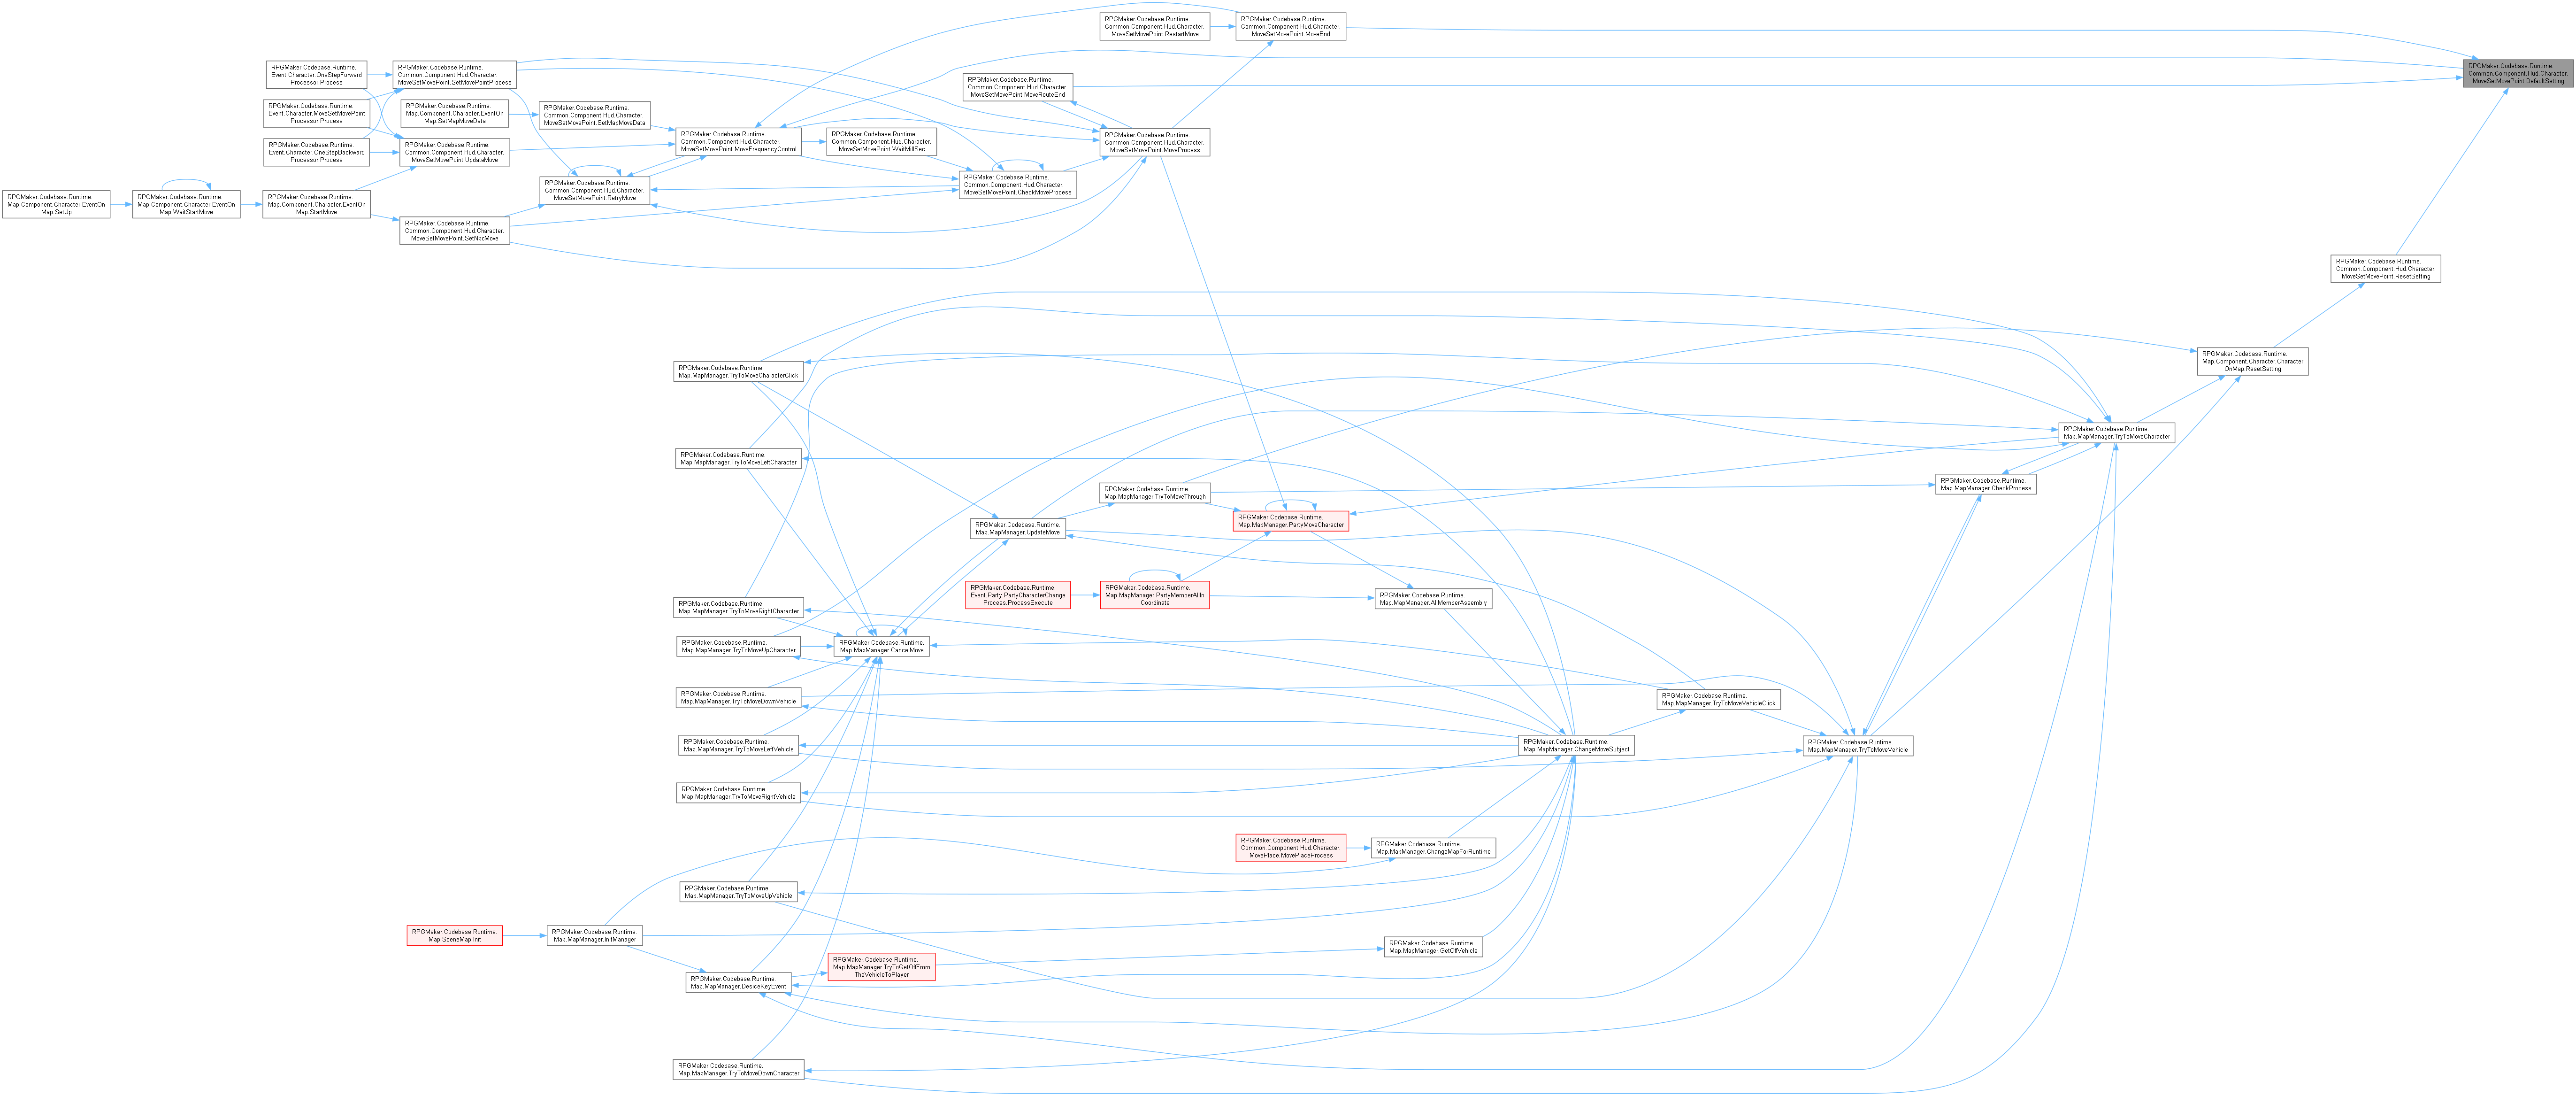 RPGMaker.Codebase.Runtime.
Common.Component.Hud.Character.
MoveSetMovePoint.RestartMove
RPGMaker.Codebase.Runtime.
Common.Component.Hud.Character.
MoveSetMovePoint.MoveEnd
RPGMaker.Codebase.Runtime.
Event.Character.OneStepForward
Processor.Process
RPGMaker.Codebase.Runtime.
Common.Component.Hud.Character.
MoveSetMovePoint.SetMovePointProcess
RPGMaker.Codebase.Runtime.
Common.Component.Hud.Character.
MoveSetMovePoint.MoveRouteEnd
RPGMaker.Codebase.Runtime.
Common.Component.Hud.Character.
MoveSetMovePoint.DefaultSetting
RPGMaker.Codebase.Runtime.
Event.Character.MoveSetMovePoint
Processor.Process
RPGMaker.Codebase.Runtime.
Map.Component.Character.EventOn
Map.SetMapMoveData
RPGMaker.Codebase.Runtime.
Common.Component.Hud.Character.
MoveSetMovePoint.SetMapMoveData
RPGMaker.Codebase.Runtime.
Common.Component.Hud.Character.
MoveSetMovePoint.MoveFrequencyControl
RPGMaker.Codebase.Runtime.
Common.Component.Hud.Character.
MoveSetMovePoint.WaitMillSec
RPGMaker.Codebase.Runtime.
Common.Component.Hud.Character.
MoveSetMovePoint.MoveProcess
RPGMaker.Codebase.Runtime.
Event.Character.OneStepBackward
Processor.Process
RPGMaker.Codebase.Runtime.
Common.Component.Hud.Character.
MoveSetMovePoint.UpdateMove
RPGMaker.Codebase.Runtime.
Common.Component.Hud.Character.
MoveSetMovePoint.RetryMove
RPGMaker.Codebase.Runtime.
Common.Component.Hud.Character.
MoveSetMovePoint.CheckMoveProcess
RPGMaker.Codebase.Runtime.
Map.Component.Character.EventOn
Map.SetUp
RPGMaker.Codebase.Runtime.
Map.Component.Character.EventOn
Map.WaitStartMove
RPGMaker.Codebase.Runtime.
Map.Component.Character.EventOn
Map.StartMove
RPGMaker.Codebase.Runtime.
Common.Component.Hud.Character.
MoveSetMovePoint.SetNpcMove
RPGMaker.Codebase.Runtime.
Common.Component.Hud.Character.
MoveSetMovePoint.ResetSetting
RPGMaker.Codebase.Runtime.
Map.Component.Character.Character
OnMap.ResetSetting
RPGMaker.Codebase.Runtime.
Map.MapManager.TryToMoveCharacterClick
RPGMaker.Codebase.Runtime.
Map.MapManager.TryToMoveCharacter
RPGMaker.Codebase.Runtime.
Map.MapManager.TryToMoveLeftCharacter
RPGMaker.Codebase.Runtime.
Map.MapManager.CheckProcess
RPGMaker.Codebase.Runtime.
Map.MapManager.TryToMoveThrough
RPGMaker.Codebase.Runtime.
Map.MapManager.PartyMoveCharacter
RPGMaker.Codebase.Runtime.
Map.MapManager.UpdateMove
RPGMaker.Codebase.Runtime.
Event.Party.PartyCharacterChange
Process.ProcessExecute
RPGMaker.Codebase.Runtime.
Map.MapManager.PartyMemberAllIn
Coordinate
RPGMaker.Codebase.Runtime.
Map.MapManager.AllMemberAssembly
RPGMaker.Codebase.Runtime.
Map.MapManager.TryToMoveRightCharacter
RPGMaker.Codebase.Runtime.
Map.MapManager.TryToMoveUpCharacter
RPGMaker.Codebase.Runtime.
Map.MapManager.CancelMove
RPGMaker.Codebase.Runtime.
Map.MapManager.TryToMoveDownVehicle
RPGMaker.Codebase.Runtime.
Map.MapManager.TryToMoveVehicleClick
RPGMaker.Codebase.Runtime.
Map.MapManager.TryToMoveLeftVehicle
RPGMaker.Codebase.Runtime.
Map.MapManager.ChangeMoveSubject
RPGMaker.Codebase.Runtime.
Map.MapManager.TryToMoveVehicle
RPGMaker.Codebase.Runtime.
Map.MapManager.TryToMoveRightVehicle
RPGMaker.Codebase.Runtime.
Common.Component.Hud.Character.
MovePlace.MovePlaceProcess
RPGMaker.Codebase.Runtime.
Map.MapManager.ChangeMapForRuntime
RPGMaker.Codebase.Runtime.
Map.MapManager.TryToMoveUpVehicle
RPGMaker.Codebase.Runtime.
Map.SceneMap.Init
RPGMaker.Codebase.Runtime.
Map.MapManager.InitManager
RPGMaker.Codebase.Runtime.
Map.MapManager.GetOffVehicle
RPGMaker.Codebase.Runtime.
Map.MapManager.TryToGetOffFrom
TheVehicleToPlayer
RPGMaker.Codebase.Runtime.
Map.MapManager.DesiceKeyEvent
RPGMaker.Codebase.Runtime.
Map.MapManager.TryToMoveDownCharacter